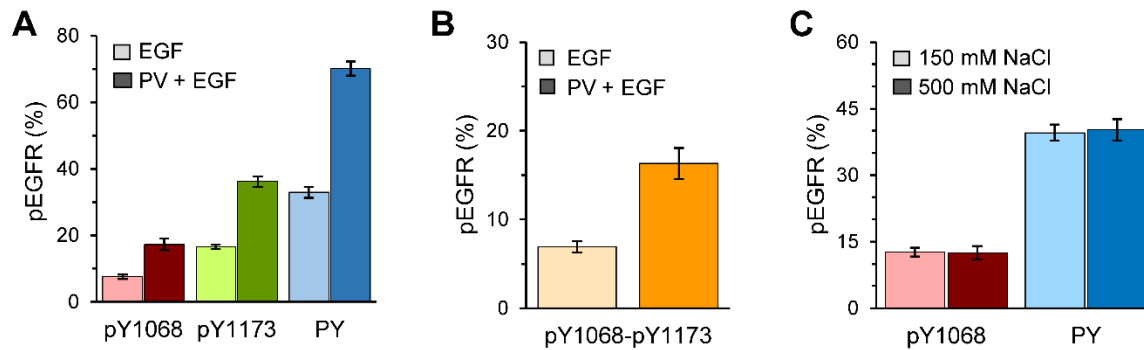 A
EGF
PV + EGF
pEGFR (%)
80
60
40
20
0
pY1068 pY1173 PY
B
EGF
PV + EGF
pEGFR (%)
30
20
10
0
pY1068-pY1173
C
150 mM NaCl
500 mM NaCl
pEGFR (%)
60
45
30
15
0
pY1068 PY